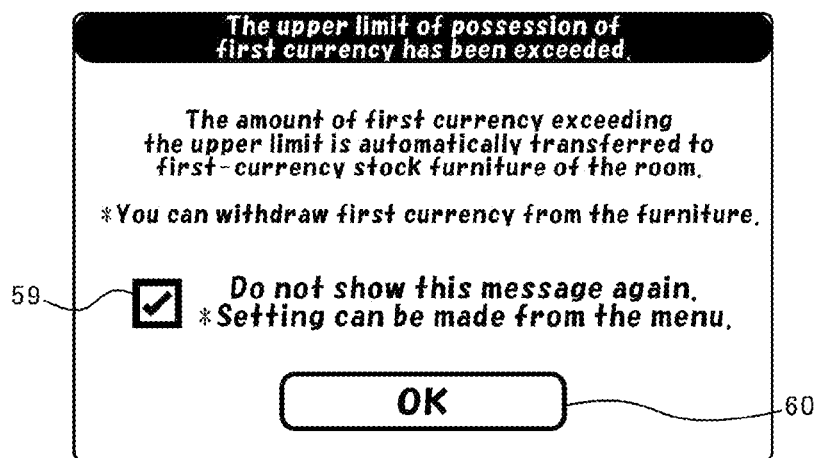 The upper limit of possession of
first currency has been exceeded.
The amount of first currency exceeding
the upper limit is automatically transferred to
first-currency stock furniture of the room.
*You can withdraw first currency from the furniture.
59
Do not show this message again.
*Setting can be made from the menu.
OK
60